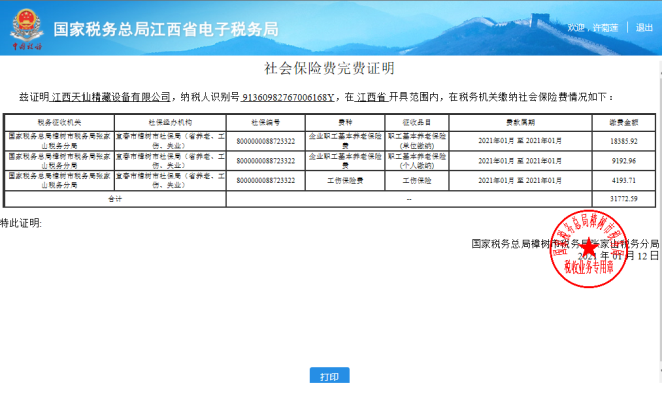 中国税务
国家税务总局江西省电子税务局
欢迎，许菊莲 | 退出
社会保险费完费证明
兹证明 江西天仙精藏设备有限公司，纳税人识别号 91360982767006168Y，在 江西省 开具范围内，在税务机关缴纳社会保险费情况如下：
税务征收机关 社保经办机构 社保编号 费种 征收品目 费款属期 缴费金额
国家税务总局樟树市税务局张家山税务分局 宜春市樟树市社保局（省养老、工伤、失业） 8000000088723322 企业职工基本养老保险费 职工基本养老保险(单位缴纳) 2021年01月 至 2021年01月 18385.92
国家税务总局樟树市税务局张家山税务分局 宜春市樟树市社保局（省养老、工伤、失业） 8000000088723322 企业职工基本养老保险费 职工基本养老保险(个人缴纳) 2021年01月 至 2021年01月 9192.96
国家税务总局樟树市税务局张家山税务分局 宜春市樟树市社保局（省养老、工伤、失业） 8000000088723322 工伤保险费 工伤保险 2021年01月 至 2021年01月 4193.71
合计 -- 31772.59
特此证明:
国家税务总局樟树市税务局张家山税务分局
2021 年 01 月 12 日
税收业务专用章
打印